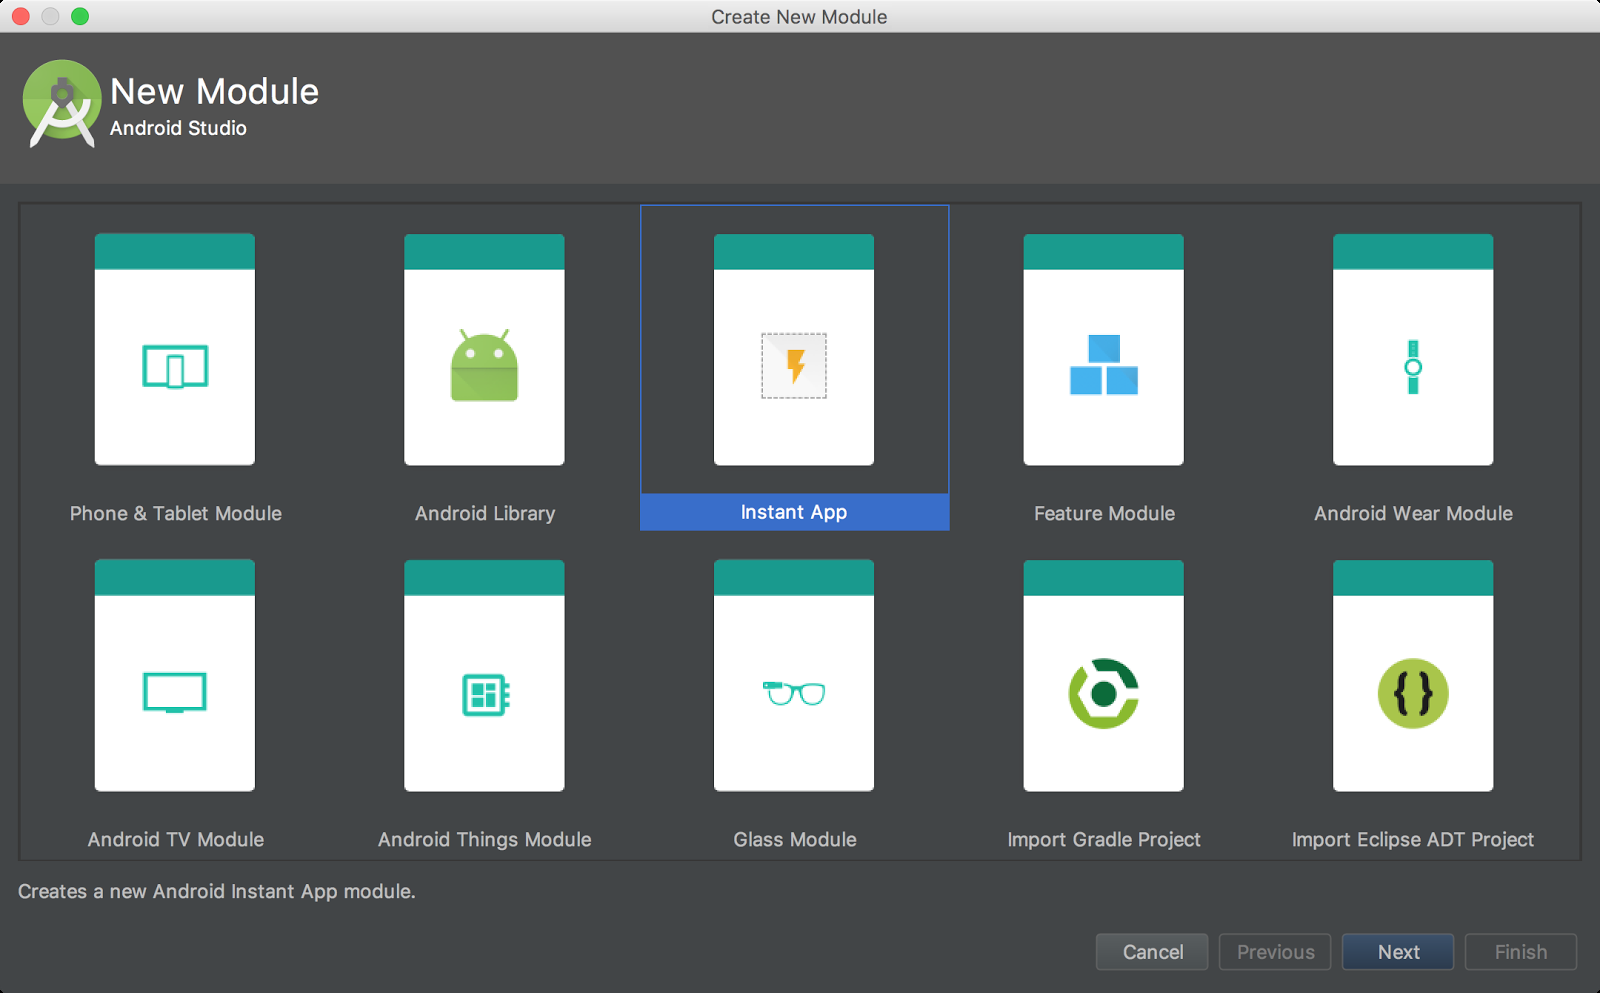 Create New Module
New Module
Android Studio
Phone & Tablet Module
Android Library
Instant App
Feature Module
Android Wear Module
Android TV Module
Android Things Module
Glass Module
Import Gradle Project
Import Eclipse ADT Project
Creates a new Android Instant App module.
Cancel
Previous
Next
Finish